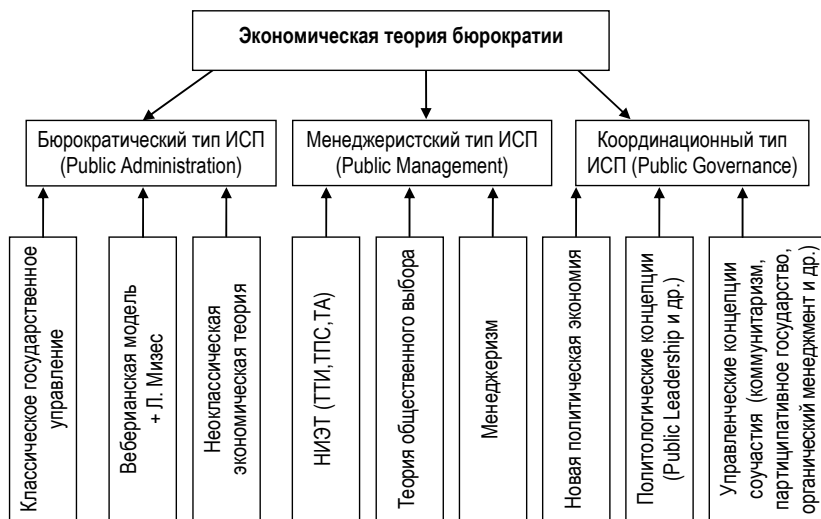 Экономическая теория бюрократии
Бюрократический тип ИСП
(Public Administration)
Менеджеристский тип ИСП
(Public Management)
Координационный тип
ИСП (Public Governance)
Классическое государственное
управление
Веберианская модель
+ Л. Мизес
Неоклассическая
экономическая теория
НИЭТ (ТТИ,ТПС,ТА)
Теория общественного выбора
Менеджеризм
Новая политическая экономия
Политологические концепции
(Public Leadership и др.)
Управленческие концепции
соучастия (коммунитаризм,
партиципативное государство,
органический менеджмент и др.)